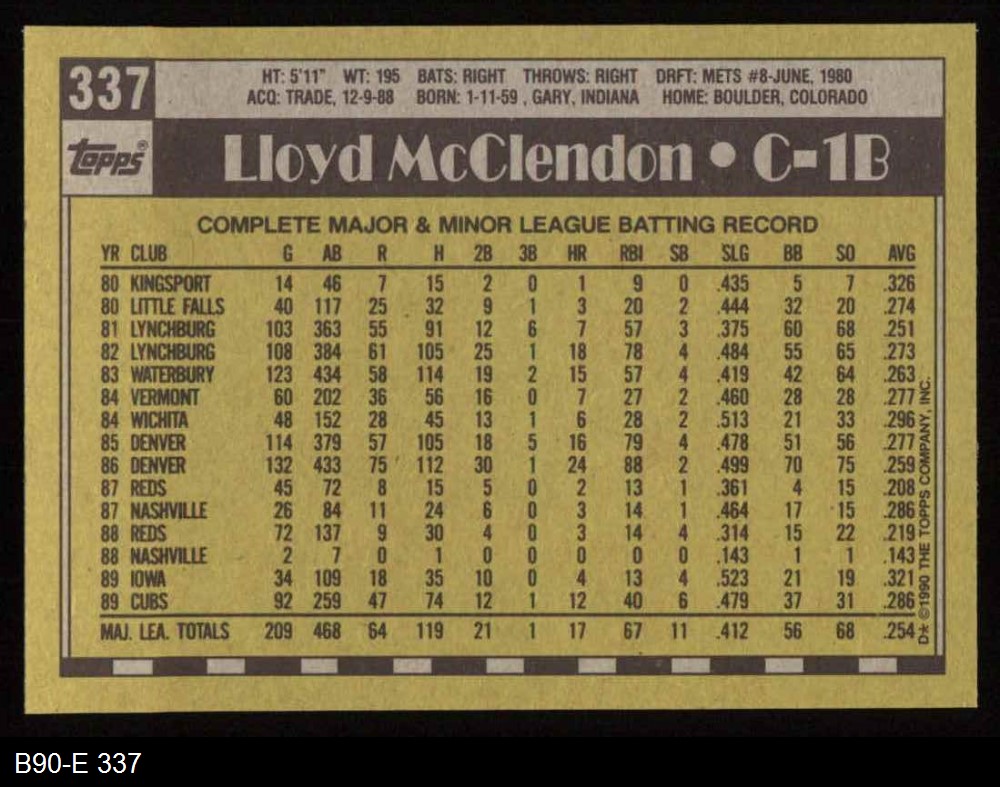 337
HT: 5'11" WT: 195 BATS: RIGHT THROWS: RIGHT DRFT: METS #8-JUNE, 1980
ACQ: TRADE, 12-9-88 BORN: 1-11-59 , GARY, INDIANA HOME: BOULDER, COLORADO
topps®
Lloyd McClendon • C-1B
COMPLETE MAJOR & MINOR LEAGUE BATTING RECORD
YR CLUB G AB R H 2B 3B HR RBI SB SLG BB SO AVG
80 KINGSPORT 14 46 7 15 2 0 1 9 0 .435 5 7 .326
80 LITTLE FALLS 40 117 25 32 9 1 3 20 2 .444 32 20 .274
81 LYNCHBURG 103 363 55 91 12 6 7 57 3 .375 60 68 .251
82 LYNCHBURG 108 384 61 105 25 1 18 78 4 .484 55 65 .273
83 WATERBURY 123 434 58 114 19 2 15 57 4 .419 42 64 .263
84 VERMONT 60 202 36 56 16 0 7 27 2 .460 28 28 .277
84 WICHITA 48 152 28 45 13 1 6 28 2 .513 21 33 .296
85 DENVER 114 379 57 105 18 5 16 79 4 .478 51 56 .277
86 DENVER 132 433 75 112 30 1 24 88 2 .499 70 75 .259
87 REDS 45 72 8 15 5 0 2 13 1 .361 4 15 .208
87 NASHVILLE 26 84 11 24 6 0 3 14 1 .464 17 15 .286
88 REDS 72 137 9 30 4 0 3 14 4 .314 15 22 .219
88 NASHVILLE 2 7 0 1 0 0 0 0 0 .143 1 1 .143
89 IOWA 34 109 18 35 10 0 4 13 4 .523 21 19 .321
89 CUBS 92 259 47 74 12 1 12 40 6 .479 37 31 .286
MAJ. LEA. TOTALS 209 468 64 119 21 1 17 67 11 .412 56 68 .254
D* ©1990 THE TOPPS COMPANY, INC.
B90-E 337